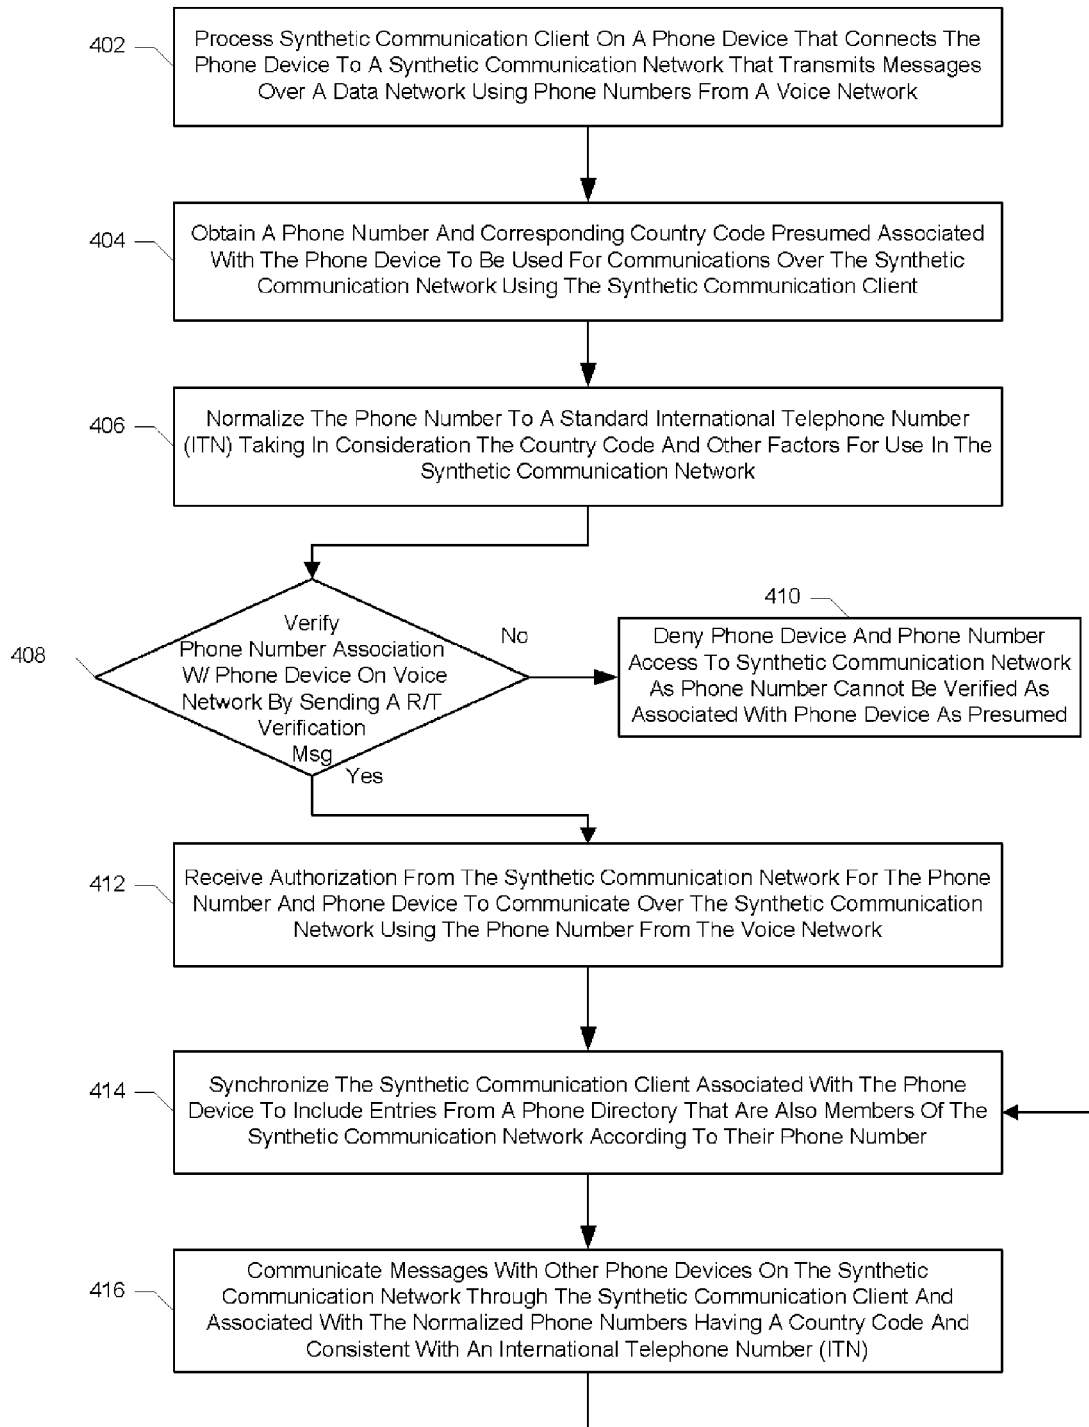 402
Process Synthetic Communication Client On A Phone Device That Connects The
Phone Device To A Synthetic Communication Network That Transmits Messages
Over A Data Network Using Phone Numbers From A Voice Network
404
Obtain A Phone Number And Corresponding Country Code Presumed Associated
With The Phone Device To Be Used For Communications Over The Synthetic
Communication Network Using The Synthetic Communication Client
406
Normalize The Phone Number To A Standard International Telephone Number
(ITN) Taking In Consideration The Country Code And Other Factors For Use In The
Synthetic Communication Network
408
Verify
Phone Number Association
W/ Phone Device On Voice
Network By Sending A R/T
Verification
Msg
No
Yes
410
Deny Phone Device And Phone Number
Access To Synthetic Communication Network
As Phone Number Cannot Be Verified As
Associated With Phone Device As Presumed
412
Receive Authorization From The Synthetic Communication Network For The Phone
Number And Phone Device To Communicate Over The Synthetic Communication
Network Using The Phone Number From The Voice Network
414
Synchronize The Synthetic Communication Client Associated With The Phone
Device To Include Entries From A Phone Directory That Are Also Members Of The
Synthetic Communication Network According To Their Phone Number
416
Communicate Messages With Other Phone Devices On The Synthetic
Communication Network Through The Synthetic Communication Client And
Associated With The Normalized Phone Numbers Having A Country Code And
Consistent With An International Telephone Number (ITN)